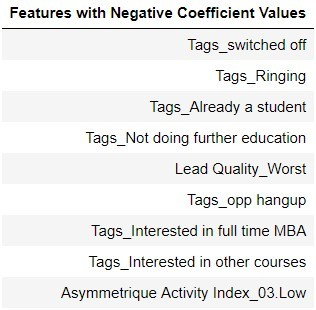 Features with Negative Coefficient Values
Tags_switched off
Tags_Ringing
Tags_Already a student
Tags_Not doing further education
Lead Quality_Worst
Tags_opp hangup
Tags_Interested in full time MBA
Tags_Interested in other courses
Asymmetrique Activity Index_03.Low